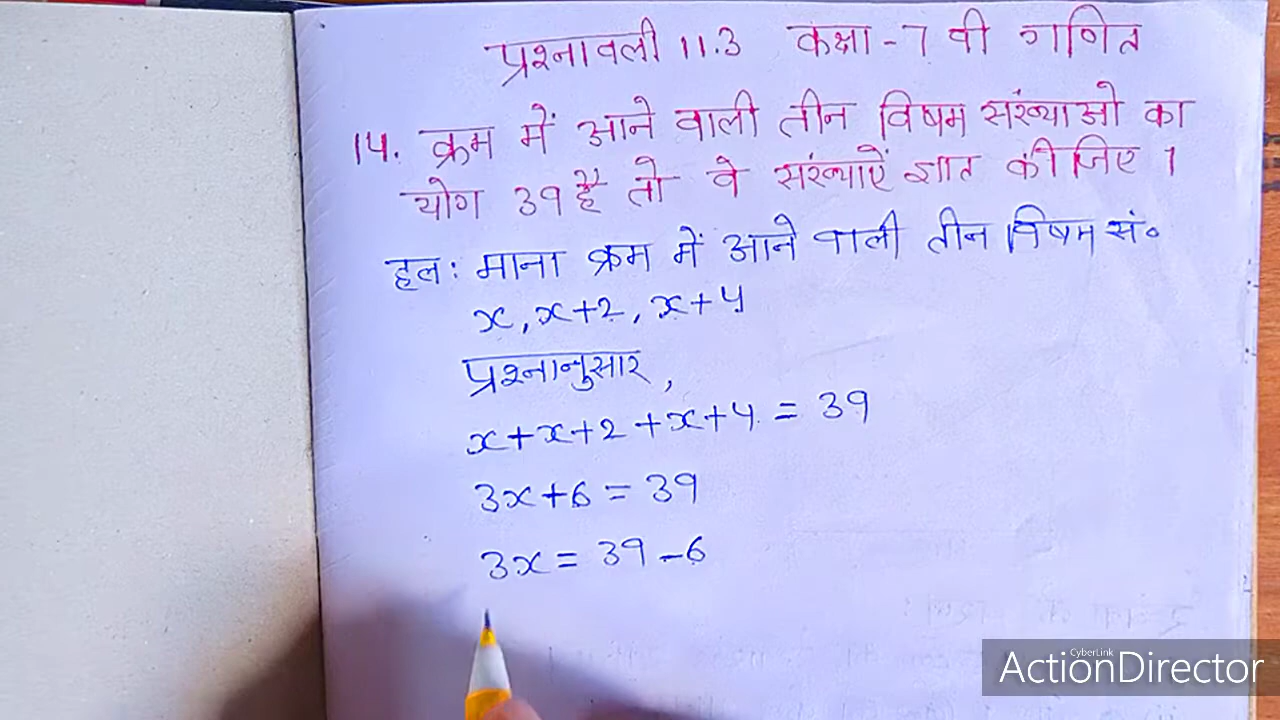 प्रश्नावली 11.3 कक्षा-7 वी गणित
14. क्रम में आने वाली तीन विषम संख्याओ का
योग 39 है तो वे संख्याऐं ज्ञात कीजिए ।
हल: माना क्रम में आने वाली तीन विषम सं॰
x, x+2, x+4
प्रश्नानुसार,
x+x+2+x+4 = 39
3x+6 = 39
3x = 39-6
CyberLink
ActionDirector